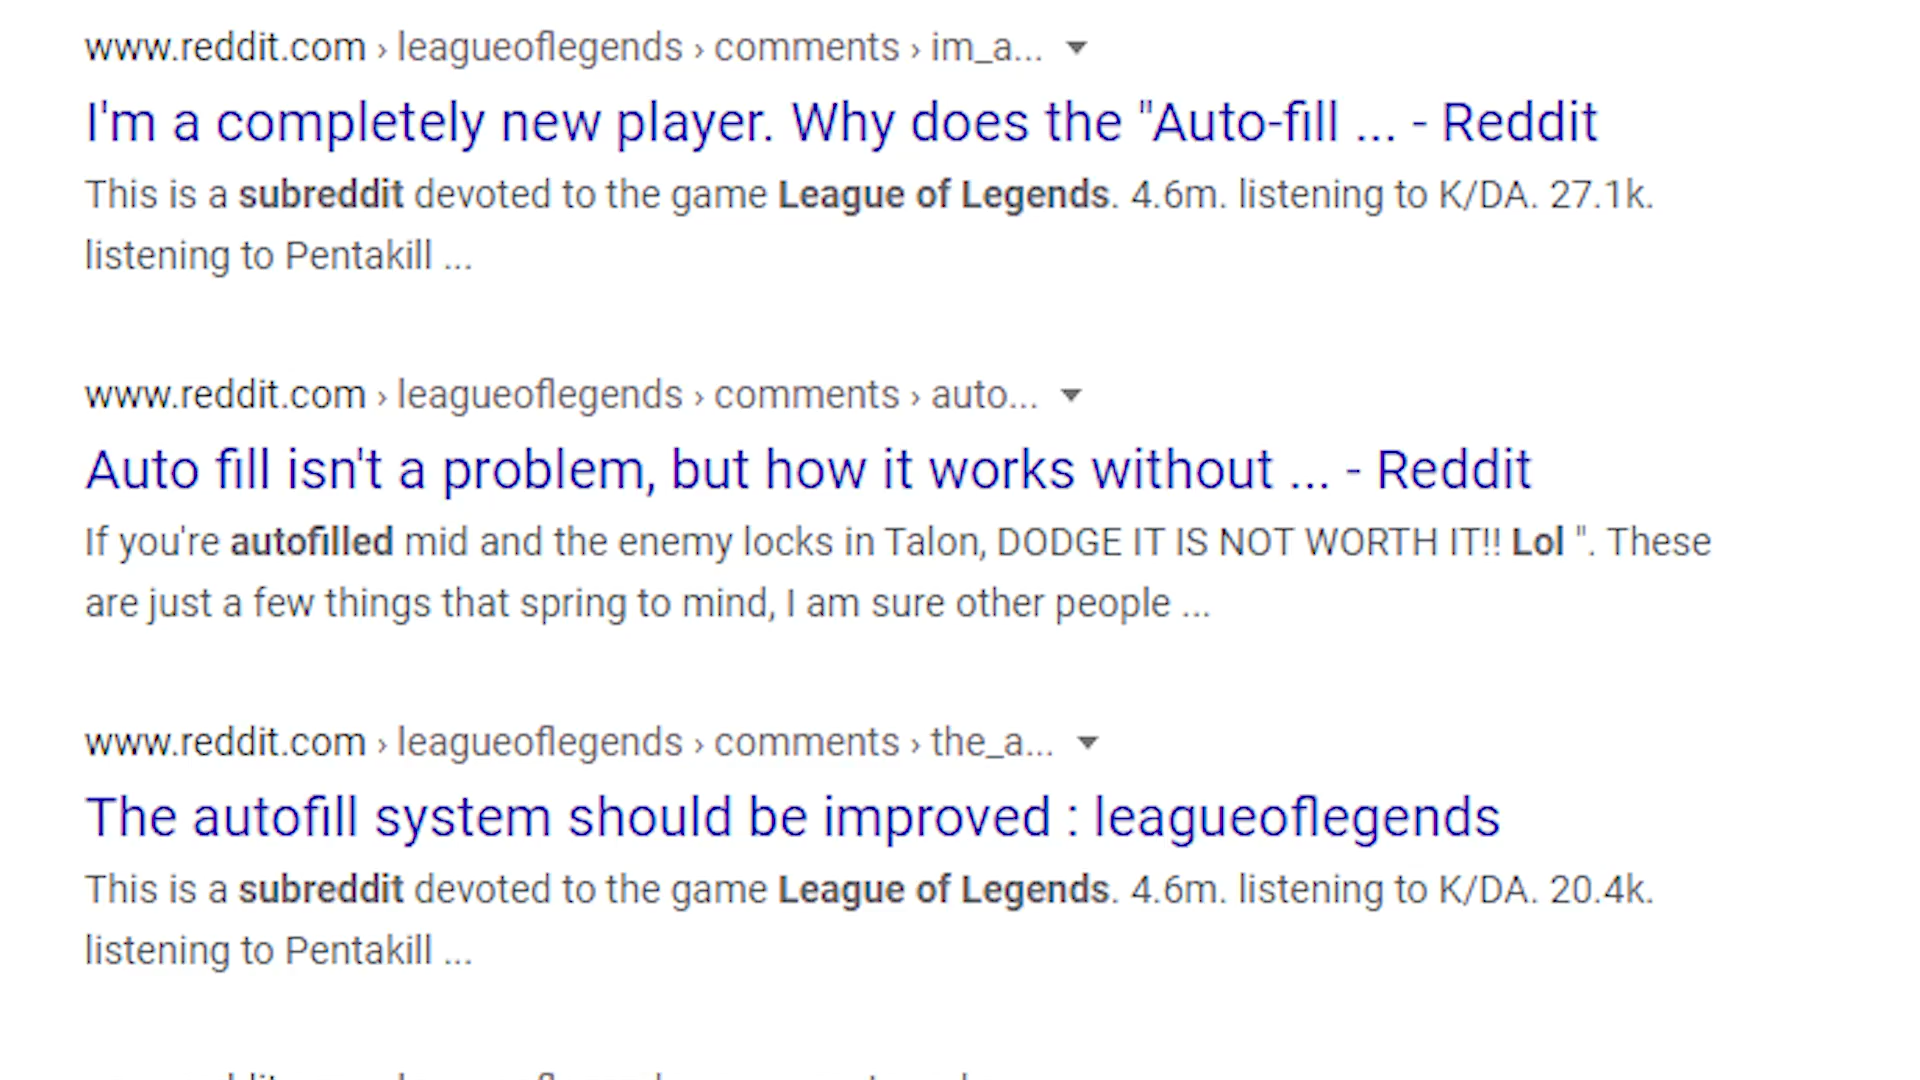 www.reddit.com › leagueoflegends › comments › im_a...
I'm a completely new player. Why does the "Auto-fill ... - Reddit
This is a subreddit devoted to the game League of Legends. 4.6m. listening to K/DA. 27.1k.
listening to Pentakill ...
www.reddit.com › leagueoflegends › comments › auto...
Auto fill isn't a problem, but how it works without ... - Reddit
If you're autofilled mid and the enemy locks in Talon, DODGE IT IS NOT WORTH IT!! Lol ". These
are just a few things that spring to mind, I am sure other people ...
www.reddit.com › leagueoflegends › comments › the_a...
The autofill system should be improved : leagueoflegends
This is a subreddit devoted to the game League of Legends. 4.6m. listening to K/DA. 20.4k.
listening to Pentakill ...